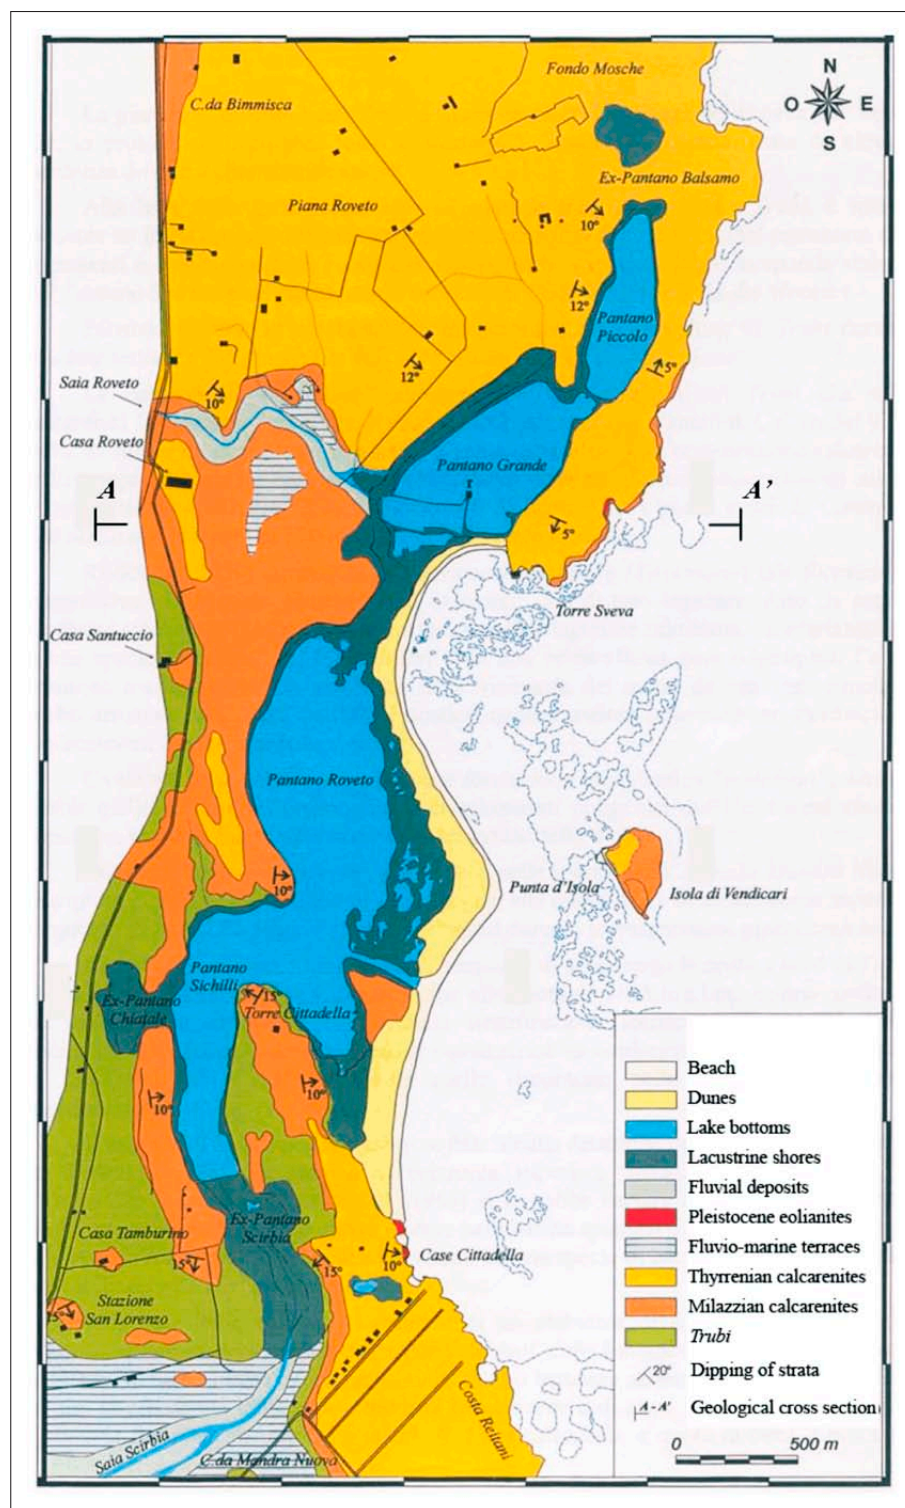 Fondo Mosche
N
O E
S
C.da Bimmisca
Ex-Pantano Balsamo
Piana Roveto
10°
12°
Pantano
Piccolo
5°
12°
Saia Roveto
10°
Casa Roveto
Pantano Grande
A
A'
5°
Torre Sveva
Casa Santuccio
Pantano Roveto
10°
Punta d'Isola
Isola di Vendicari
Pantano
Sichilli
15°
Ex-Pantano
Chiatale
Torre Cittadella
10°
10°
Beach
Dunes
Lake bottoms
Lacustrine shores
Fluvial deposits
Pleistocene eolianites
Fluvio-marine terraces
Thyrrenian calcarenites
Milazzian calcarenites
Trubi
20° Dipping of strata
A - A' Geological cross section
0 500 m
Ex-Pantano
Scirbia
Casa Tamburino
15°
15°
10°
Case Cittadella
Stazione
San Lorenzo
15°
Costa Reitani
Saia Scirbia
C da Mandra Nuova